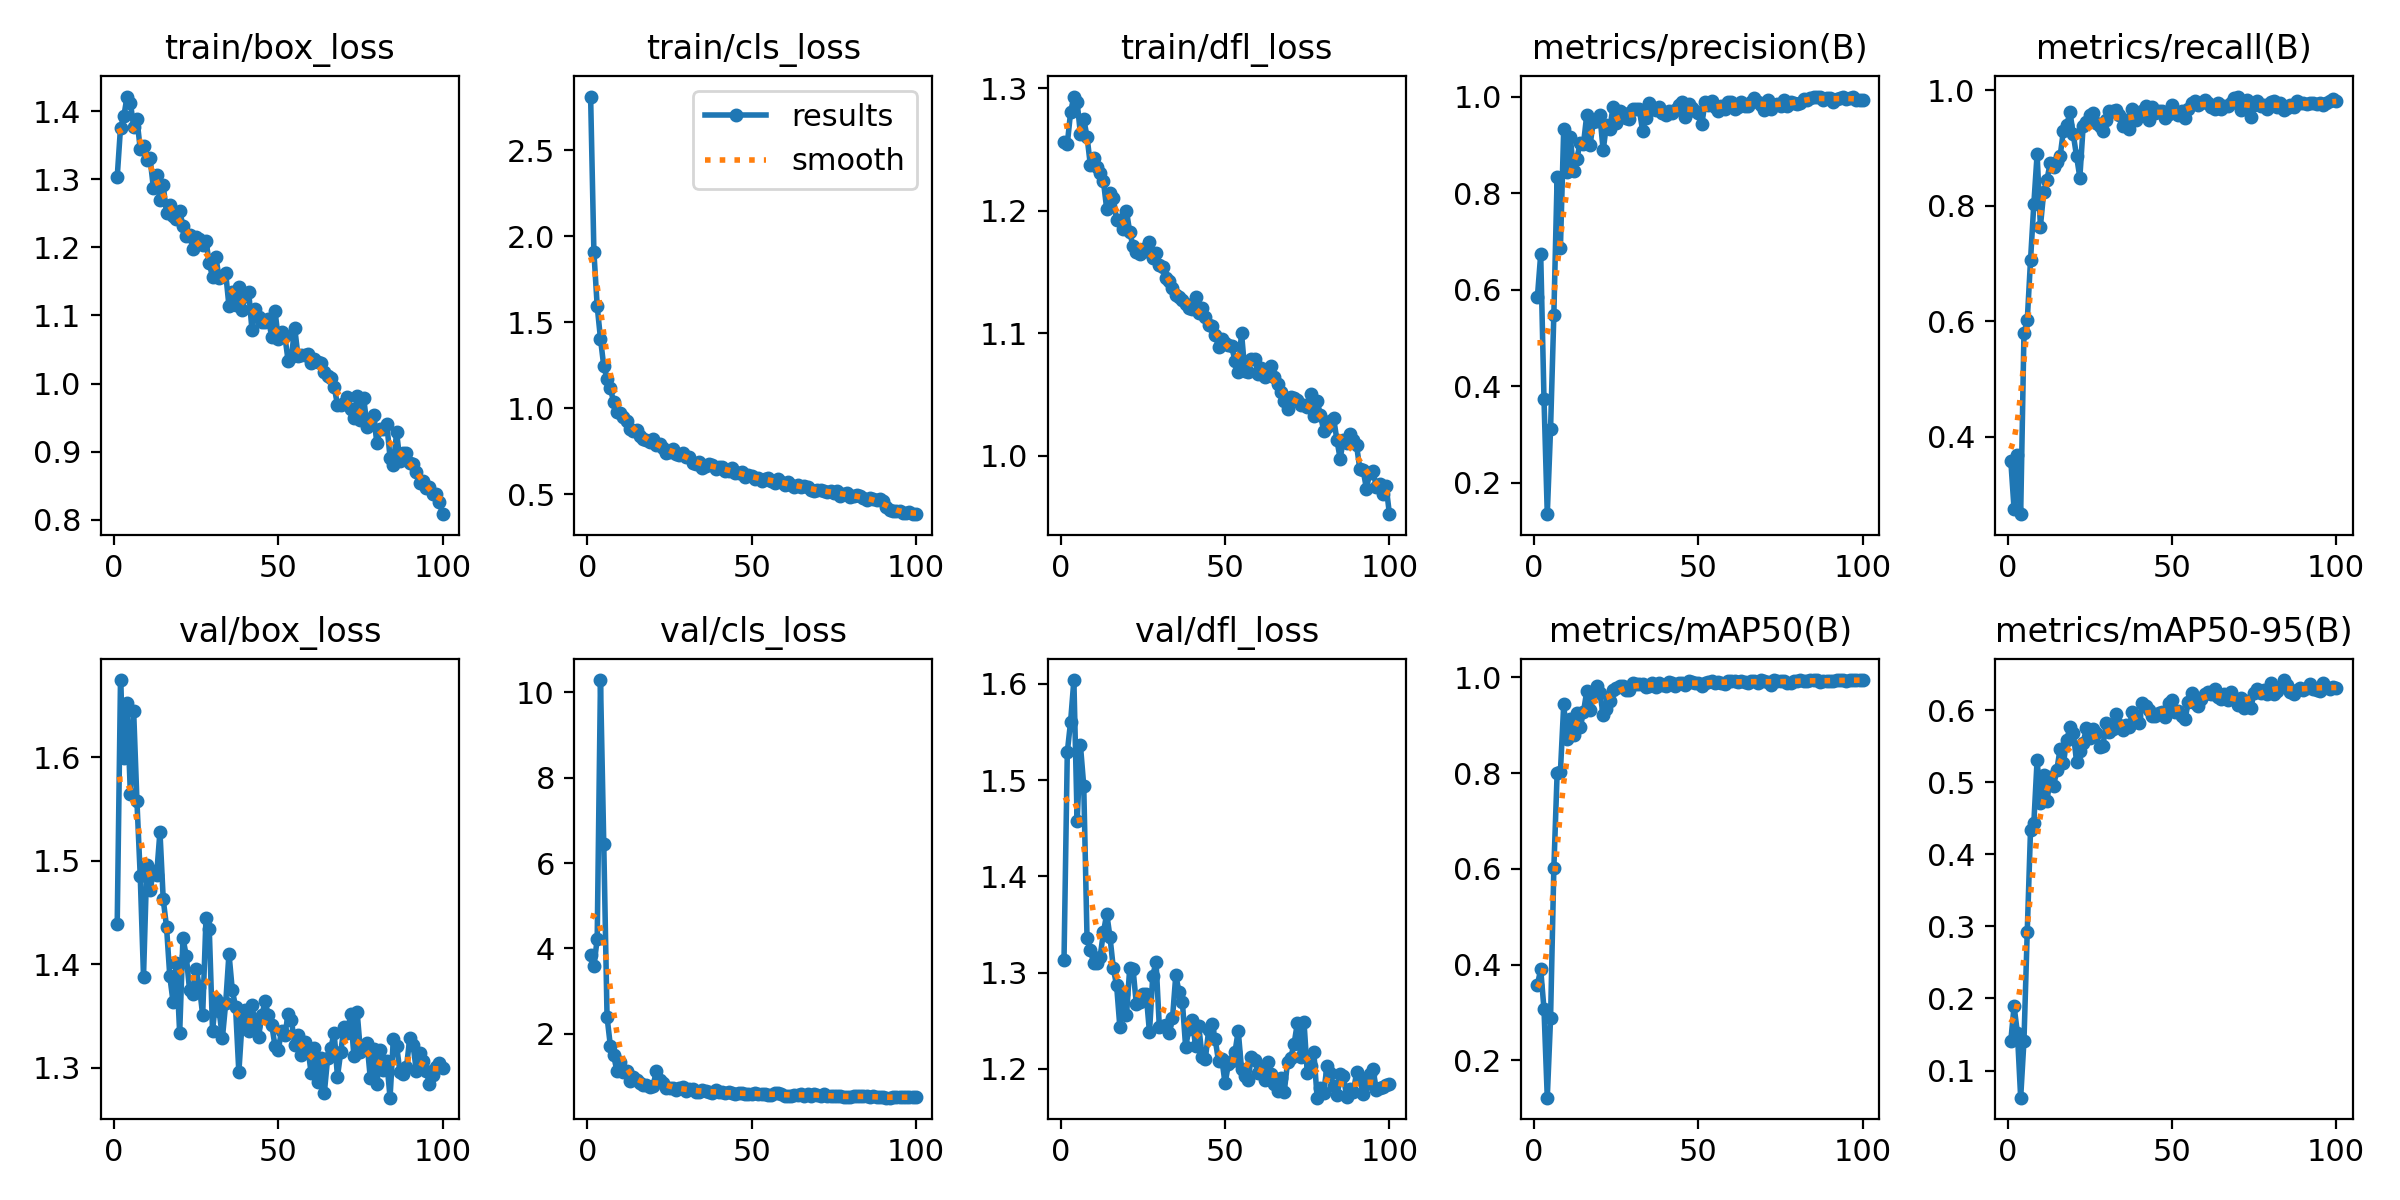 train/box_loss
train/cls_loss
train/dfl_loss
metrics/precision(B)
metrics/recall(B)
1.4
1.3
1.2
1.1
1.0
0.9
0.8
0 50 100
results
smooth
2.5
2.0
1.5
1.0
0.5
0 50 100
1.3
1.2
1.1
1.0
0 50 100
1.0
0.8
0.6
0.4
0.2
0 50 100
1.0
0.8
0.6
0.4
0 50 100
val/box_loss
val/cls_loss
val/dfl_loss
metrics/mAP50(B)
metrics/mAP50-95(B)
1.6
1.5
1.4
1.3
0 50 100
10
8
6
4
2
0 50 100
1.6
1.5
1.4
1.3
1.2
0 50 100
1.0
0.8
0.6
0.4
0.2
0 50 100
0.6
0.5
0.4
0.3
0.2
0.1
0 50 100